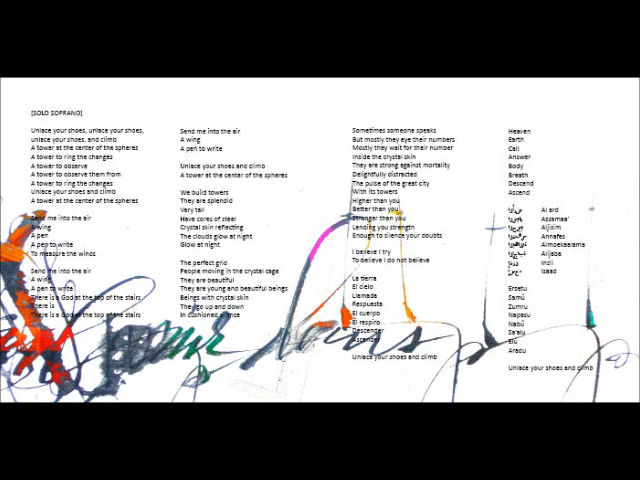 [SOLO SOPRANO]
Unlace your shoes, unlace your shoes,
unlace your shoes, and climb
A tower at the center of the spheres
A tower to ring the changes
A tower to observe
A tower to observe them from
A tower to ring the changes
Unlace your shoes and climb
A tower at the center of the spheres
Send me into the air
A wing
A pen
A pen to write
To measure the winds
Send me into the air
A wing
A pen to write
There is a God at the top of the stairs
There is
There is a God at the top of the stairs
Send me into the air
A wing
A pen to write
Unlace your shoes and climb
A tower at the center of the spheres
We build towers
They are splendid
Very tall
Have cores of steel
Crystal skin reflecting
The clouds glow at night
Glow at night
The perfect grid
People moving in the crystal cage
They are beautiful
They are young and beautiful beings
Beings with crystal skin
They go up and down
In cushioned silence
Sometimes someone speaks
But mostly they eye their numbers
Mostly they wait for their number
Inside the crystal skin
They are strong against mortality
Delightfully distracted
The pulse of the great city
With its towers
Higher than you
Better than you
Stronger than you
Lending you strength
Enough to silence your doubts
I believe I try
To believe I do not believe
La tierra
El cielo
Llamada
Respuesta
El cuerpo
El respiro
Descender
Ascender
Unlace your shoes and climb
Heaven
Earth
Call
Answer
Body
Breath
Descend
Ascend
Al ard
Assamaa'
Aljisim
Annafes
Almoekalama
Alijaba
Inzil
Isaad
Ersetu
Samú
Zumru
Napasu
Nabú
Sa'alu
Elu
Aradu
Unlace your shoes and climb